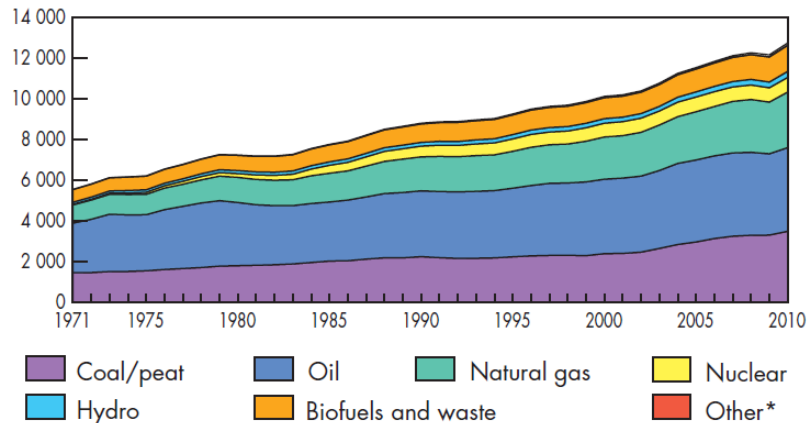 14 000
12 000
10 000
8 000
6 000
4 000
2 000
0
1971 1975 1980 1985 1990 1995 2000 2005 2010
Coal/peat Oil Natural gas Nuclear
Hydro Biofuels and waste Other*